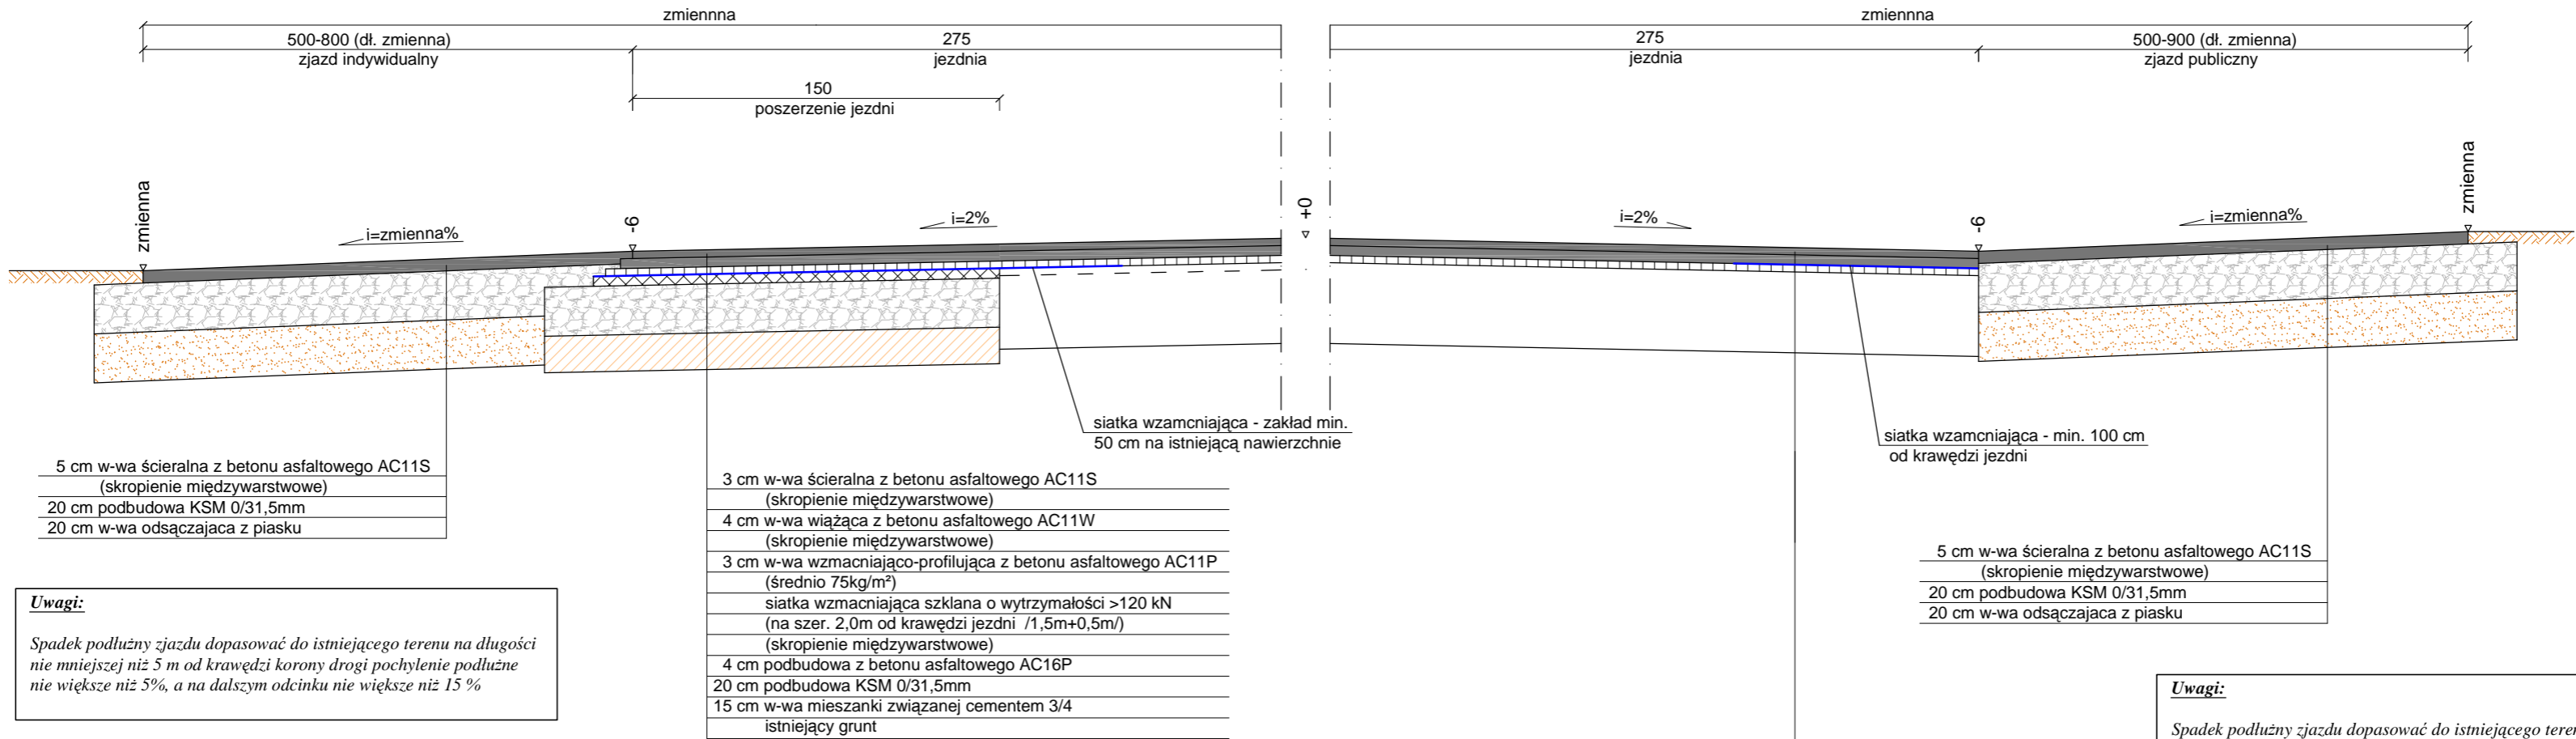 zmiennna
zmiennna
500-800 (dł. zmienna)
zjazd indywidualny
275
jezdnia
275
jezdnia
500-900 (dł. zmienna)
zjazd publiczny
150
poszerzenie jezdni
zmienna
i=zmienna%
-6
i=2%
+0
i=2%
-6
i=zmienna%
zmienna
siatka wzamcniająca - zakład min.
50 cm na istniejącą nawierzchnie
siatka wzamcniająca - min. 100 cm
od krawędzi jezdni
5 cm w-wa ścieralna z betonu asfaltowego AC11S
(skropienie międzywarstwowe)
20 cm podbudowa KSM 0/31,5mm
20 cm w-wa odsączajaca z piasku
3 cm w-wa ścieralna z betonu asfaltowego AC11S
(skropienie międzywarstwowe)
4 cm w-wa wiążąca z betonu asfaltowego AC11W
(skropienie międzywarstwowe)
3 cm w-wa wzmacniająco-profilująca z betonu asfaltowego AC11P
(średnio 75kg/m²)
siatka wzmacniająca szklana o wytrzymałości >120 kN
(na szer. 2,0m od krawędzi jezdni /1,5m+0,5m/)
(skropienie międzywarstwowe)
4 cm podbudowa z betonu asfaltowego AC16P
20 cm podbudowa KSM 0/31,5mm
15 cm w-wa mieszanki związanej cementem 3/4
istniejący grunt
5 cm w-wa ścieralna z betonu asfaltowego AC11S
(skropienie międzywarstwowe)
20 cm podbudowa KSM 0/31,5mm
20 cm w-wa odsączajaca z piasku
Uwagi:
Spadek podłużny zjazdu dopasować do istniejącego terenu na długości
nie mniejszej niż 5 m od krawędzi korony drogi pochylenie podłużne
nie większe niż 5%, a na dalszym odcinku nie większe niż 15 %
Uwagi:
Spadek podłużny zjazdu dopasować do istniejącego teren